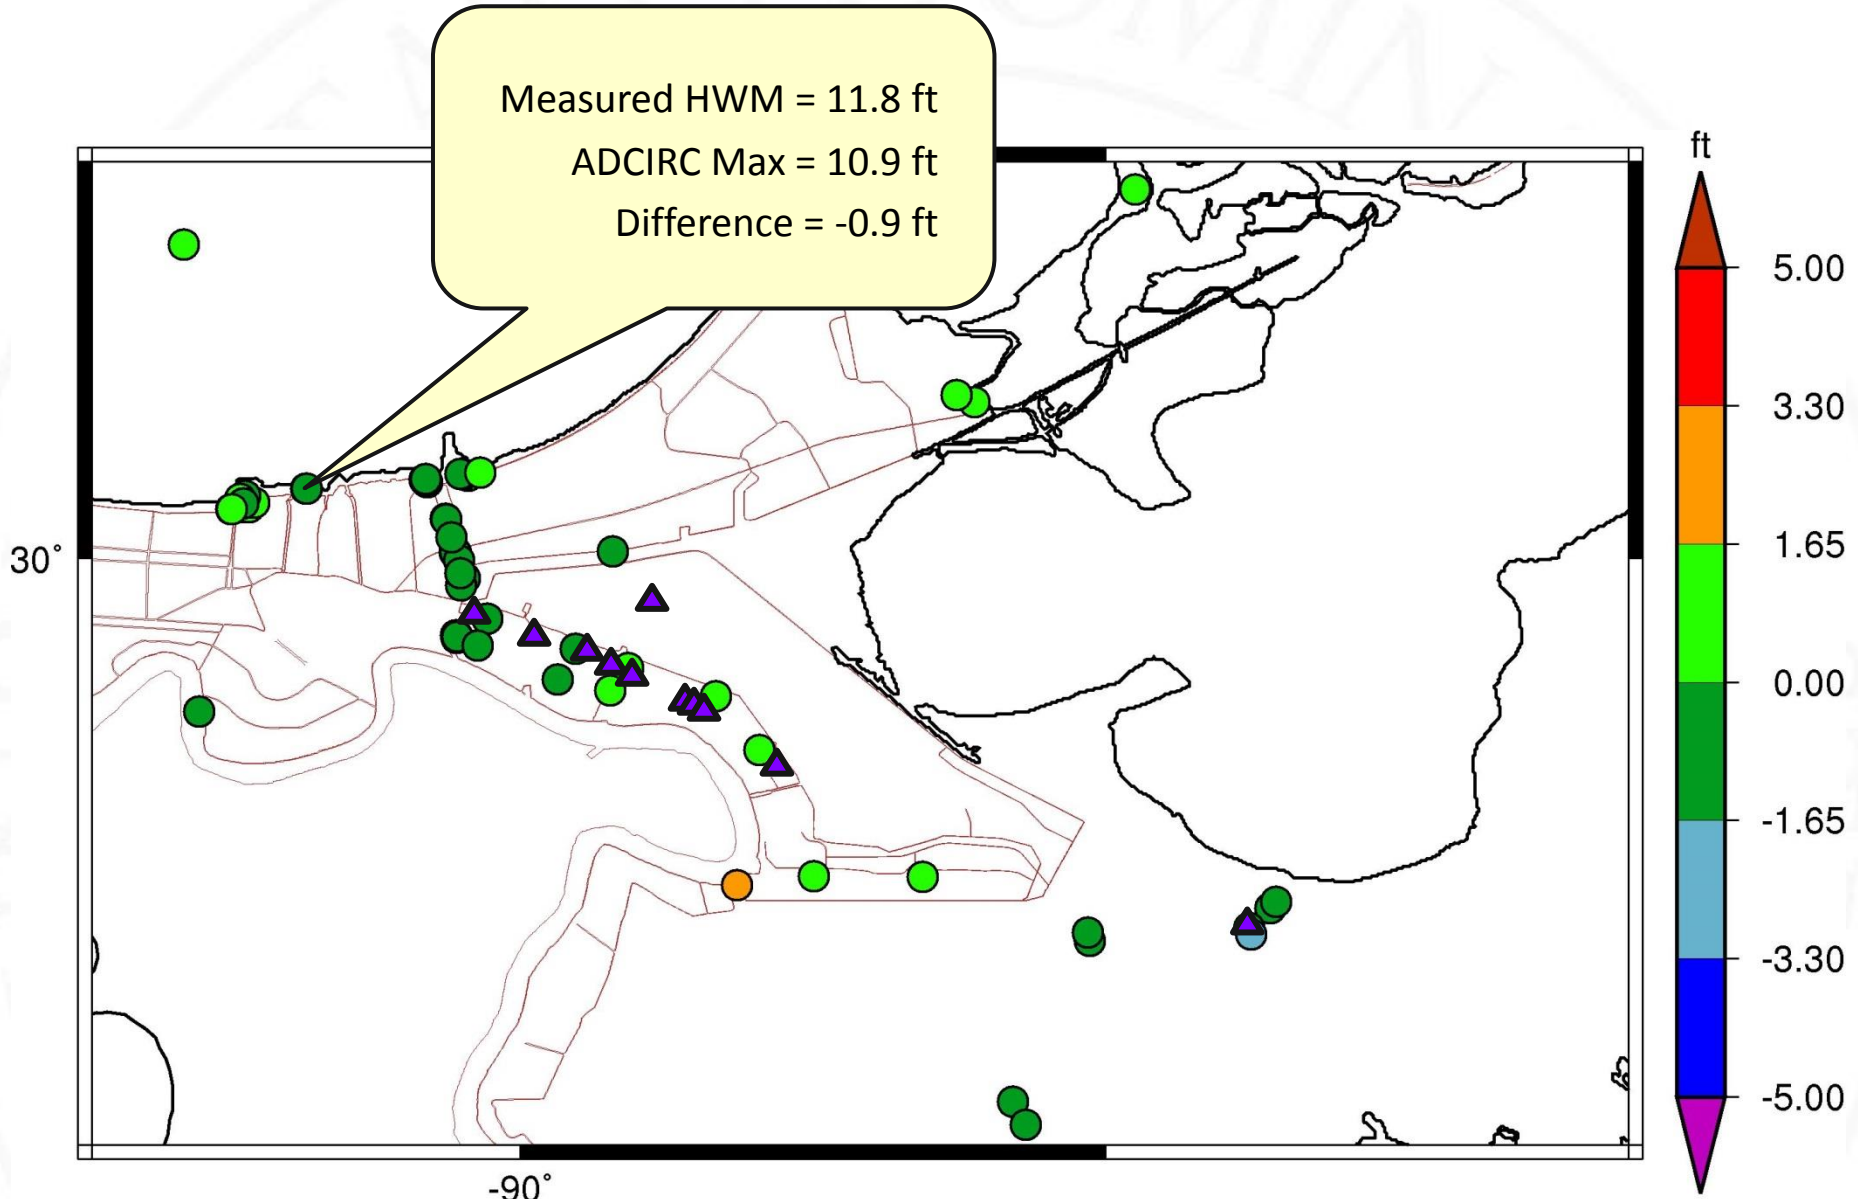 Measured HWM = 11.8 ft
ADCIRC Max = 10.9 ft
Difference = -0.9 ft
ft
5.00
3.30
1.65
0.00
-1.65
-3.30
-5.00
30°
-90°